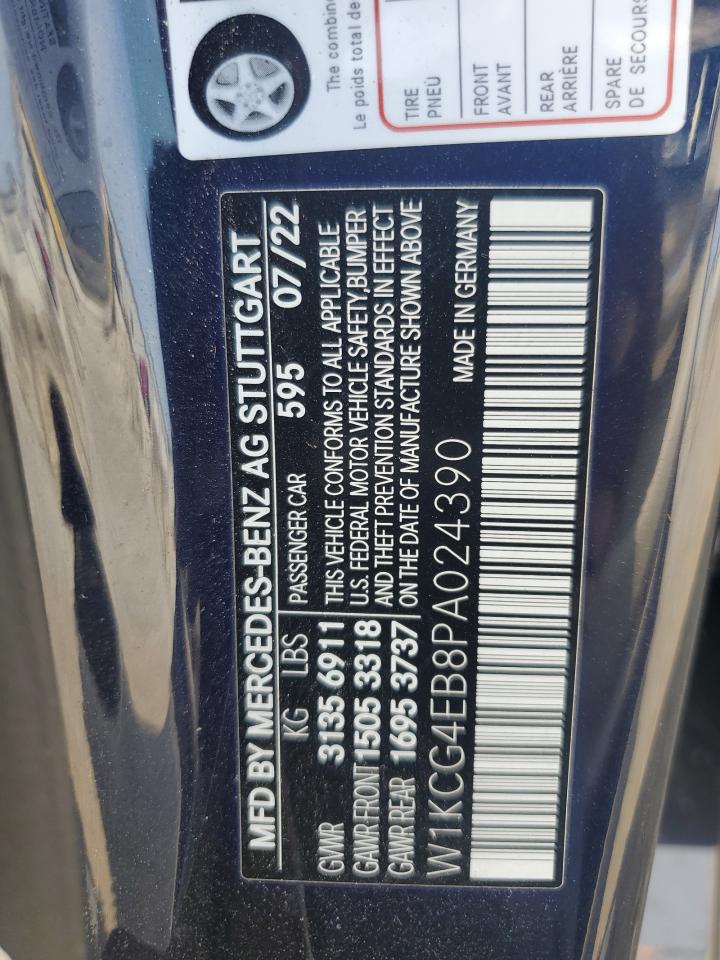 The combin
Le poids total de
TIRE
PNEU
FRONT
AVANT
REAR
ARRIÈRE
SPARE
DE SECOURS
MFD BY MERCEDES-BENZ AG STUTTGART
KG LBS PASSENGER CAR 595 07/22
GWR 3135 6911 THIS VEHICLE CONFORMS TO ALL APPLICABLE
GAWR FRONT 1505 3318 U.S. FEDERAL MOTOR VEHICLE SAFETY,BUMPER
AND THEFT PREVENTION STANDARDS IN EFFECT
GAWR REAR 1695 3737 ON THE DATE OF MANUFACTURE SHOWN ABOVE
W1KCG4EB8PA024390 MADE IN GERMANY